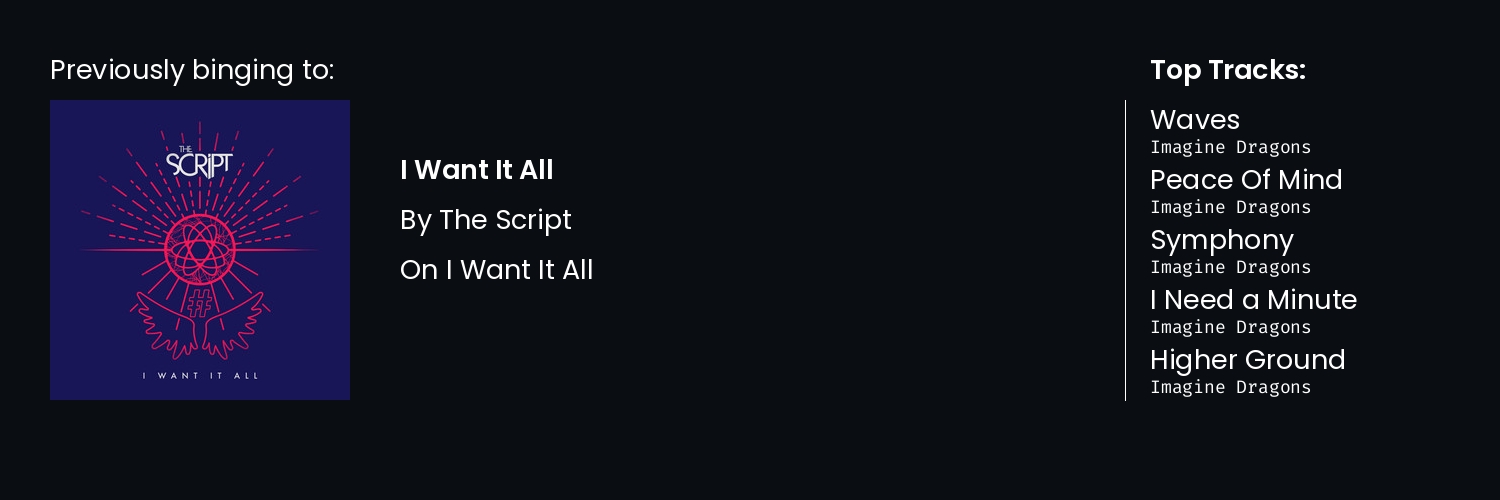 Previously binging to:
THE
SCRIPT
#
I WANT IT ALL
I Want It All
By The Script
On I Want It All
Top Tracks:
Waves
Imagine Dragons
Peace Of Mind
Imagine Dragons
Symphony
Imagine Dragons
I Need a Minute
Imagine Dragons
Higher Ground
Imagine Dragons